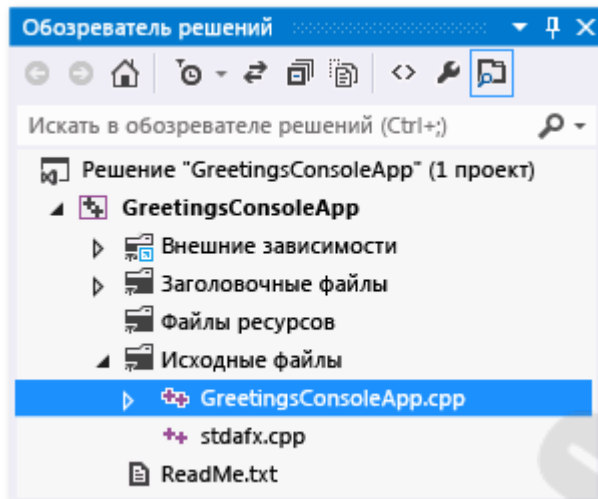 Обозреватель решений
Искать в обозревателе решений (Ctrl+;)
Решение "GreetingsConsoleApp" (1 проект)
GreetingsConsoleApp
Внешние зависимости
Заголовочные файлы
Файлы ресурсов
Исходные файлы
GreetingsConsoleApp.cpp
stdafx.cpp
ReadMe.txt